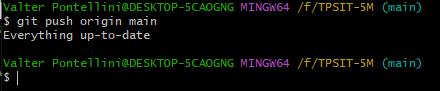 Valter Pontellini@DESKTOP-5CAOGNG MINGW64 /f/TPSIT-5M (main)
$ git push origin main
Everything up-to-date
Valter Pontellini@DESKTOP-5CAOGNG MINGW64 /f/TPSIT-5M (main)
$